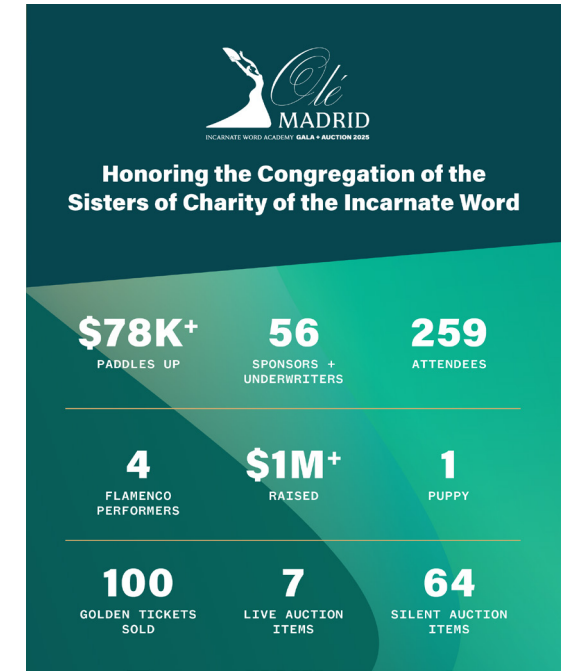 Olé
MADRID
INCARNATE WORD ACADEMY GALA + AUCTION 2025
Honoring the Congregation of the
Sisters of Charity of the Incarnate Word
$78K+
PADDLES UP
56
SPONSORS +
UNDERWRITERS
259
ATTENDEES
4
FLAMENCO
PERFORMERS
$1M+
RAISED
1
PUPPY
100
GOLDEN TICKETS
SOLD
7
LIVE AUCTION
ITEMS
64
SILENT AUCTION
ITEMS